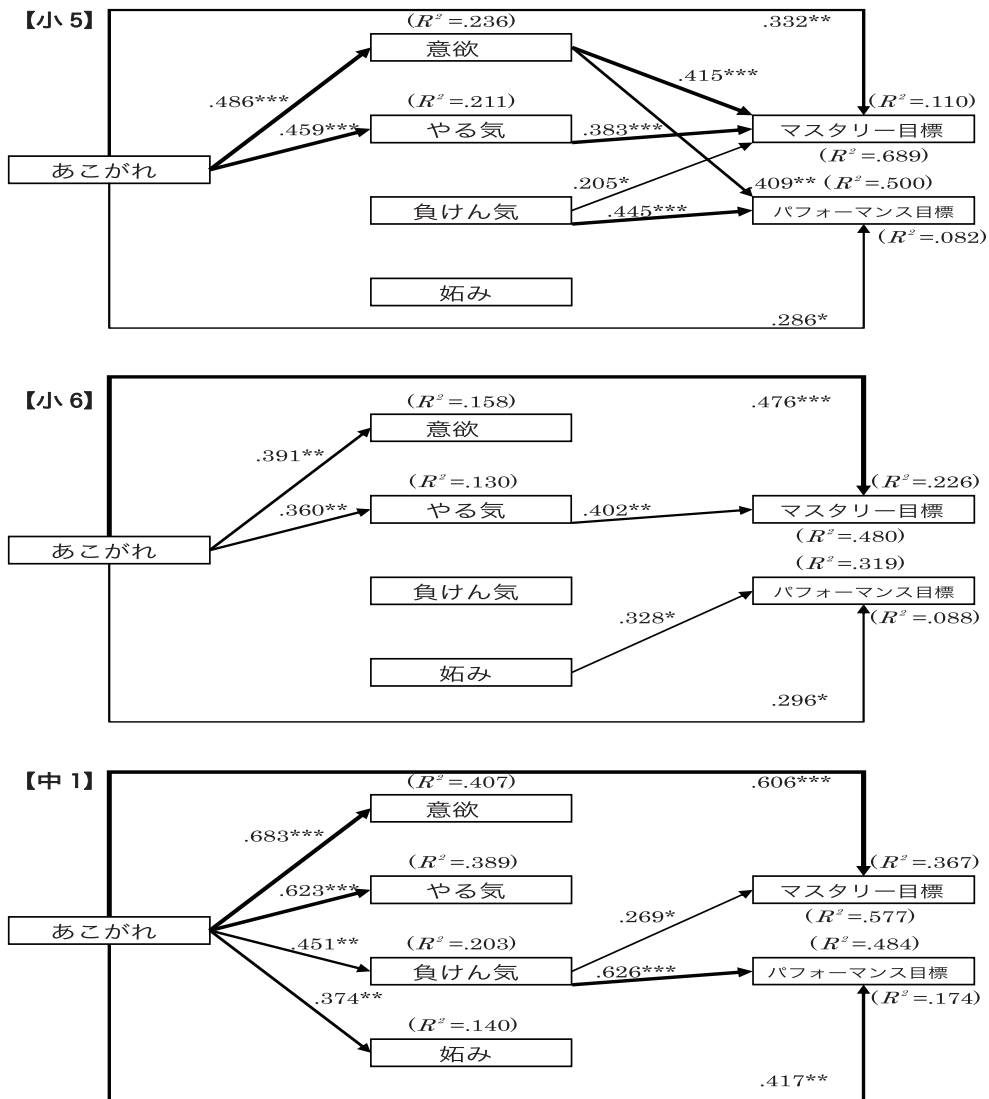 【小 5】
(R²=.236)
.332**
意欲
.415***
.486***
(R²=.211)
(R²=.110)
.459***
やる気
.383***
マスタリー目標
(R²=.689)
あこがれ
.205*
.409** (R²=.500)
負けん気
.445***
パフォーマンス目標
(R²=.082)
妬み
.286*
【小 6】
(R²=.158)
.476***
意欲
.391**
(R²=.130)
(R²=.226)
.360**
やる気
.402**
マスタリー目標
(R²=.480)
あこがれ
(R²=.319)
負けん気
パフォーマンス目標
.328*
(R²=.088)
妬み
.296*
【中 1】
(R²=.407)
.606***
意欲
.683***
(R²=.389)
(R²=.367)
.623***
やる気
マスタリー目標
.269*
(R²=.577)
あこがれ
.451**
(R²=.203)
(R²=.484)
負けん気
.626***
パフォーマンス目標
.374**
(R²=.174)
(R²=.140)
妬み
.417**